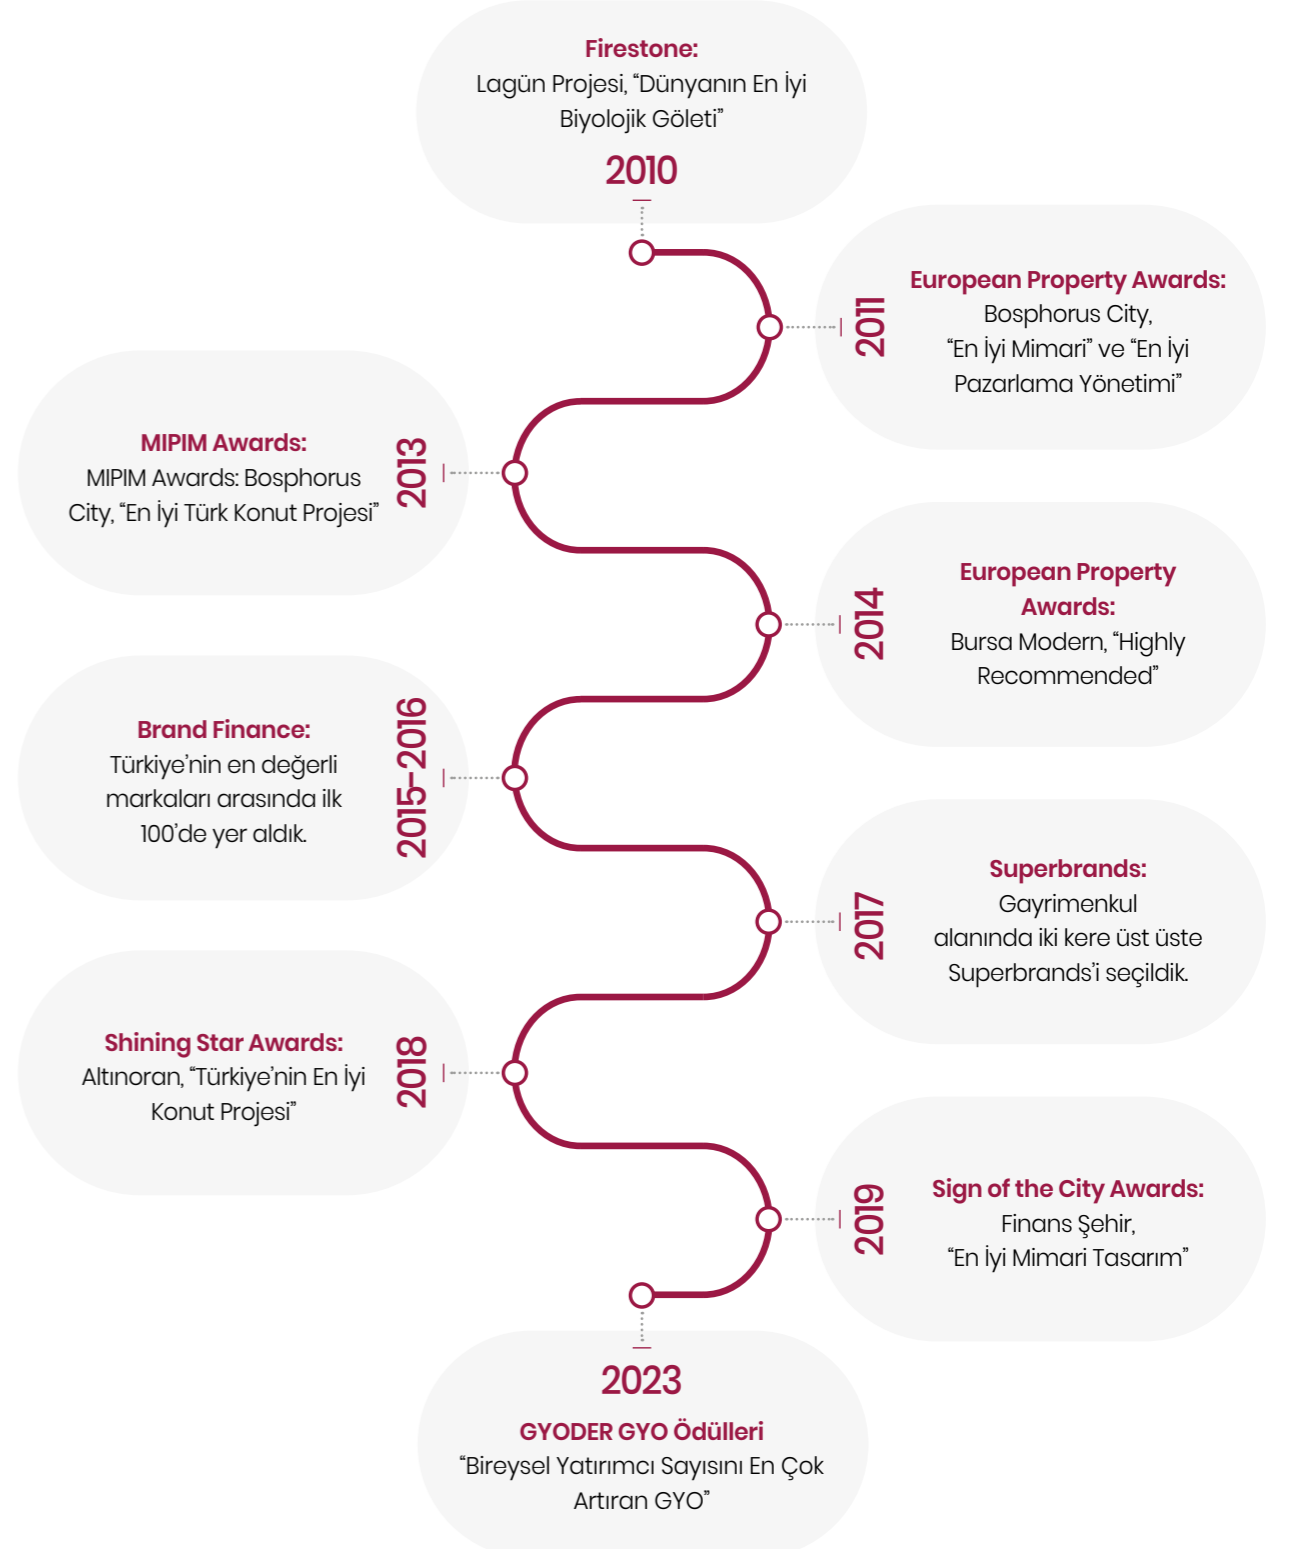 Firestone:
Lagün Projesi, “Dünyanın En İyi
Biyolojik Göleti”
2010
2011
European Property Awards:
Bosphorus City,
“En İyi Mimari” ve “En İyi
Pazarlama Yönetimi”
MIPIM Awards:
MIPIM Awards: Bosphorus
City, “En İyi Türk Konut Projesi”
2013
2014
European Property
Awards:
Bursa Modern, “Highly
Recommended”
Brand Finance:
Türkiye’nin en değerli
markaları arasında ilk
100’de yer aldık.
2015-2016
2017
Superbrands:
Gayrimenkul
alanında iki kere üst üste
Superbrands’i seçildik.
Shining Star Awards:
Altınoran, “Türkiye’nin En İyi
Konut Projesi”
2018
2019
Sign of the City Awards:
Finans Şehir,
“En İyi Mimari Tasarım”
2023
GYODER GYO Ödülleri
“Bireysel Yatırımcı Sayısını En Çok
Artıran GYO”